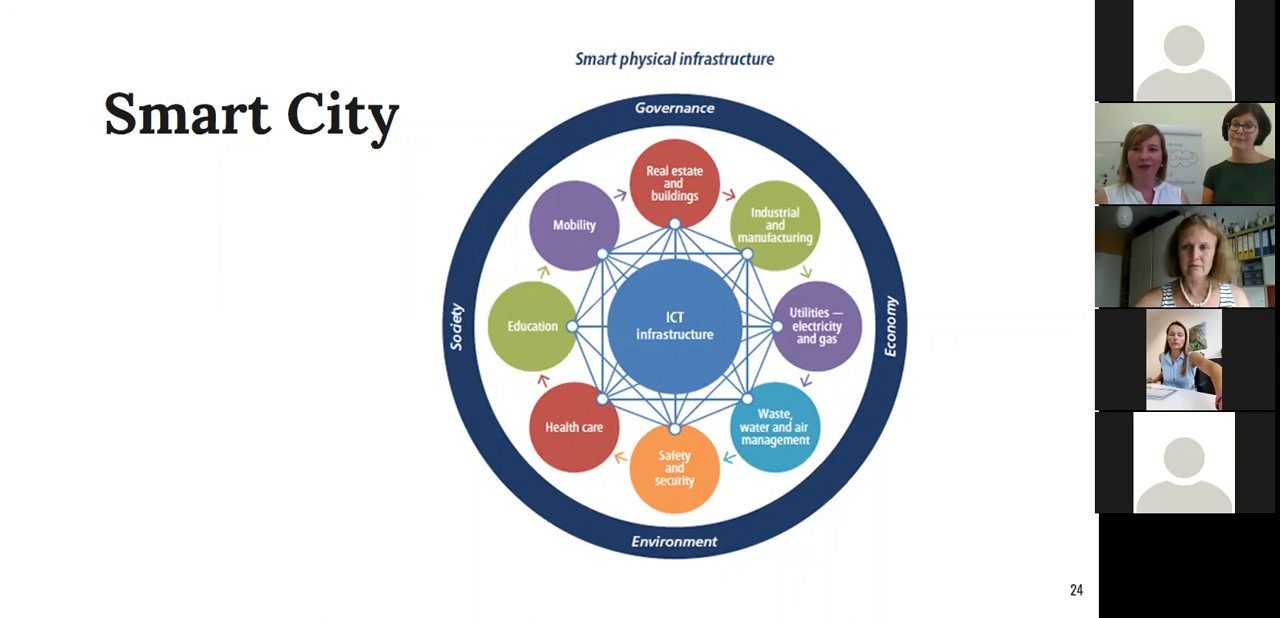 Smart physical infrastructure
Smart City
Governance
Real estate
and
buildings
Mobility
Industrial
and
manufacturing
Society
Education
ICT
infrastructure
Utilities —
electricity
and gas
Economy
Health care
Waste,
water and air
management
Safety
and
security
Environment
24